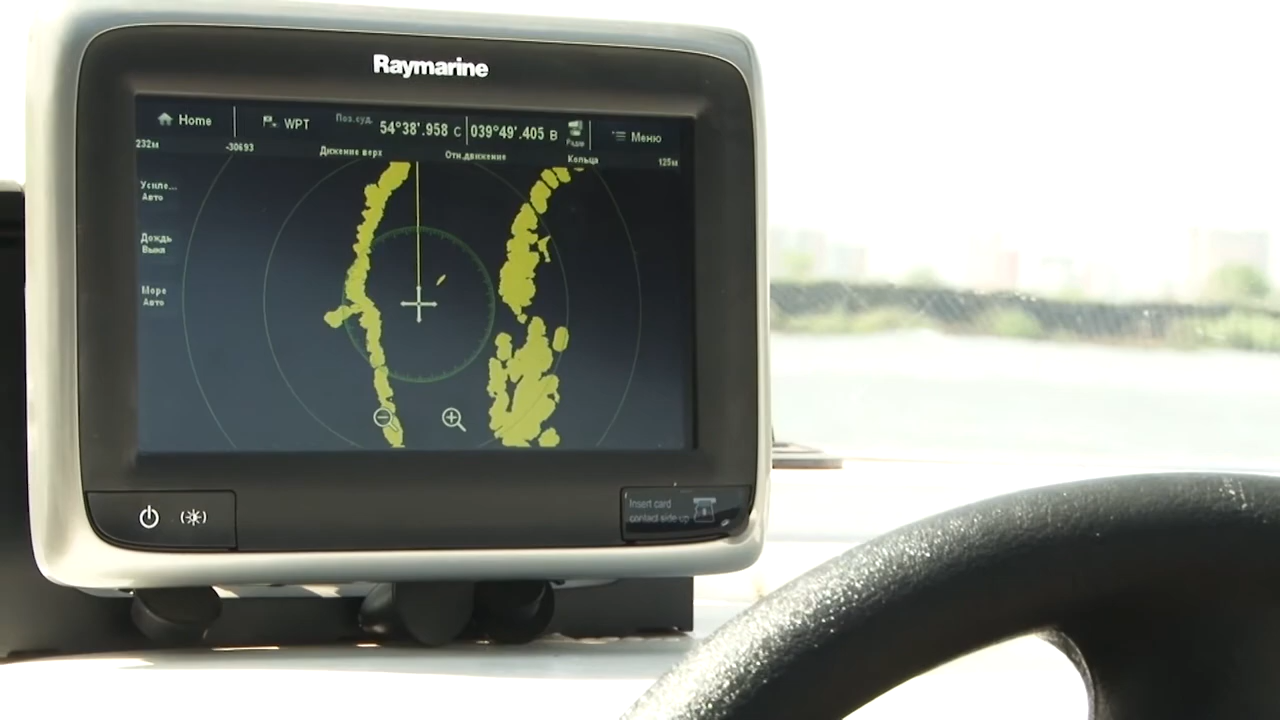 Raymarine
Home
WPT
Поз.суд.
54°38'.958 С
039°49'.405 В
Радар
Меню
232м
-30693
Движение верх
Отн.движение
Кольца
125м
Усиле...
Авто
Дождь
Выкл
Море
Авто
Insert card
contact side up